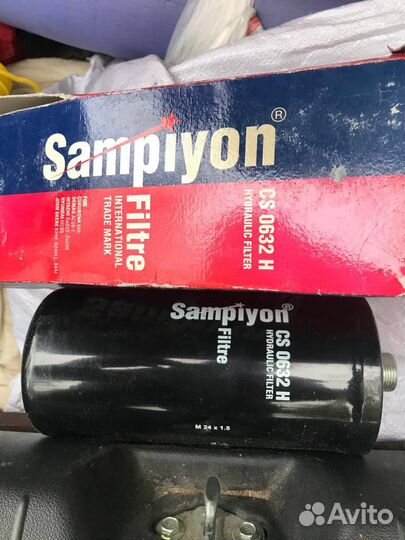 Sampiyon®
Filtre
INTERNATIONAL
TRADE MARK
CS 0632 H
HYDRAULIC FILTER
FOR
Sampiyon®
Filtre
CS 0632 H
HYDRAULIC FILTER
M 24 x 1.5
Avito